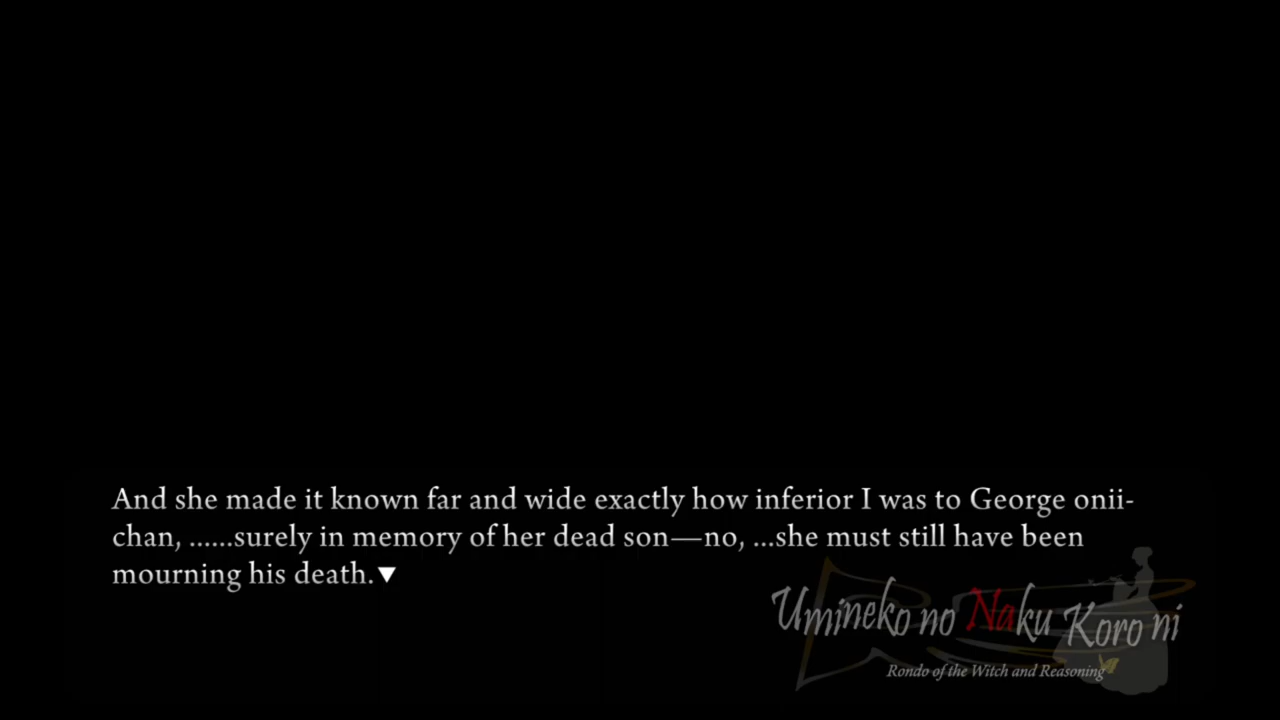 And she made it known far and wide exactly how inferior I was to George onii-
chan, ......surely in memory of her dead son—no, ...she must still have been
mourning his death.▼
Umineko no Naku Koro ni
Rondo of the Witch and Reasoning